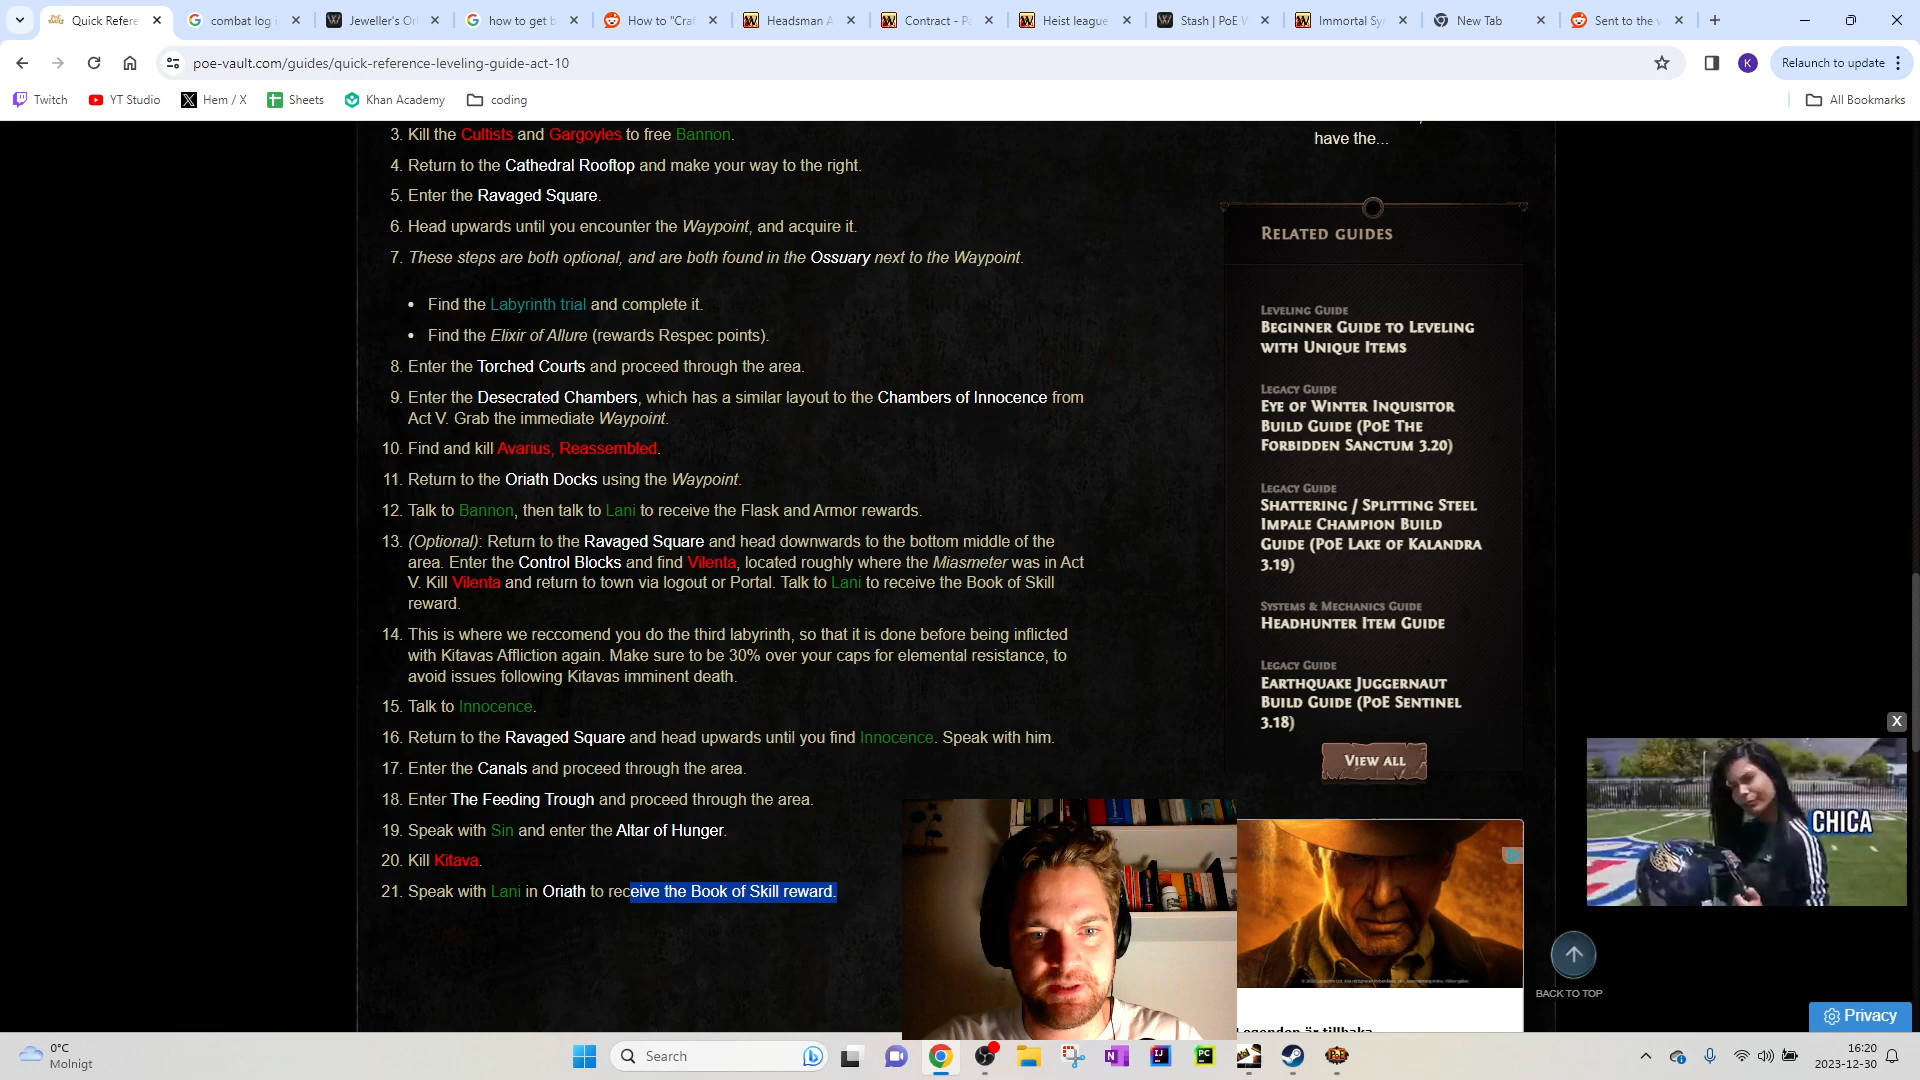 Quick Refere
combat log i
Jeweller's Or
how to get b
How to "Cra
Headsman A
Contract - Pa
Heist league
Stash | PoE W
Immortal Sy
New Tab
Sent to the v
poe-vault.com/guides/quick-reference-leveling-guide-act-10
K
Relaunch to update
Twitch
YT Studio
Hem / X
Sheets
Khan Academy
coding
All Bookmarks
3. Kill the Cultists and Gargoyles to free Bannon.
4. Return to the Cathedral Rooftop and make your way to the right.
5. Enter the Ravaged Square.
6. Head upwards until you encounter the Waypoint, and acquire it.
7. These steps are both optional, and are both found in the Ossuary next to the Waypoint.
• Find the Labyrinth trial and complete it.
• Find the Elixir of Allure (rewards Respec points).
8. Enter the Torched Courts and proceed through the area.
9. Enter the Desecrated Chambers, which has a similar layout to the Chambers of Innocence from
Act V. Grab the immediate Waypoint.
10. Find and kill Avarius, Reassembled.
11. Return to the Oriath Docks using the Waypoint.
12. Talk to Bannon, then talk to Lani to receive the Flask and Armor rewards.
13. (Optional): Return to the Ravaged Square and head downwards to the bottom middle of the
area. Enter the Control Blocks and find Vilenta, located roughly where the Miasmeter was in Act
V. Kill Vilenta and return to town via logout or Portal. Talk to Lani to receive the Book of Skill
reward.
14. This is where we reccomend you do the third labyrinth, so that it is done before being inflicted
with Kitavas Affliction again. Make sure to be 30% over your caps for elemental resistance, to
avoid issues following Kitavas imminent death.
15. Talk to Innocence.
16. Return to the Ravaged Square and head upwards until you find Innocence. Speak with him.
17. Enter the Canals and proceed through the area.
18. Enter The Feeding Trough and proceed through the area.
19. Speak with Sin and enter the Altar of Hunger.
20. Kill Kitava.
21. Speak with Lani in Oriath to receive the Book of Skill reward.
have the...
RELATED GUIDES
LEVELING GUIDE
BEGINNER GUIDE TO LEVELING
WITH UNIQUE ITEMS
LEGACY GUIDE
EYE OF WINTER INQUISITOR
BUILD GUIDE (POE THE
FORBIDDEN SANCTUM 3.20)
LEGACY GUIDE
SHATTERING / SPLITTING STEEL
IMPALE CHAMPION BUILD
GUIDE (POE LAKE OF KALANDRA
3.19)
SYSTEMS & MECHANICS GUIDE
HEADHUNTER ITEM GUIDE
LEGACY GUIDE
EARTHQUAKE JUGGERNAUT
BUILD GUIDE (POE SENTINEL
3.18)
VIEW ALL
X
CHICA
BACK TO TOP
Privacy
Legenden är tillbaka
0°C
Molnigt
Search
16:20
2023-12-30